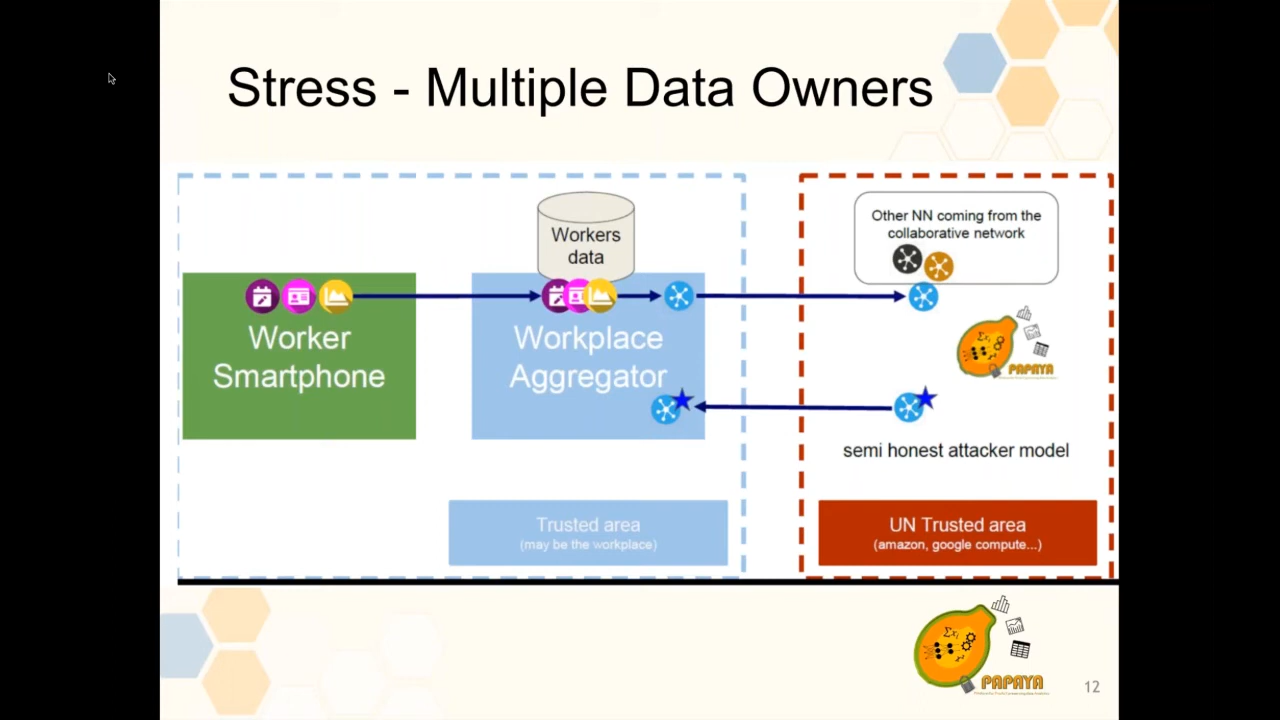 Stress - Multiple Data Owners
Workers
data
Other NN coming from the
collaborative network
Worker
Smartphone
Workplace
Aggregator
PAPAYA
semi honest attacker model
Trusted area
(may be the workplace)
UN Trusted area
(amazon, google compute...)
PAPAYA
12